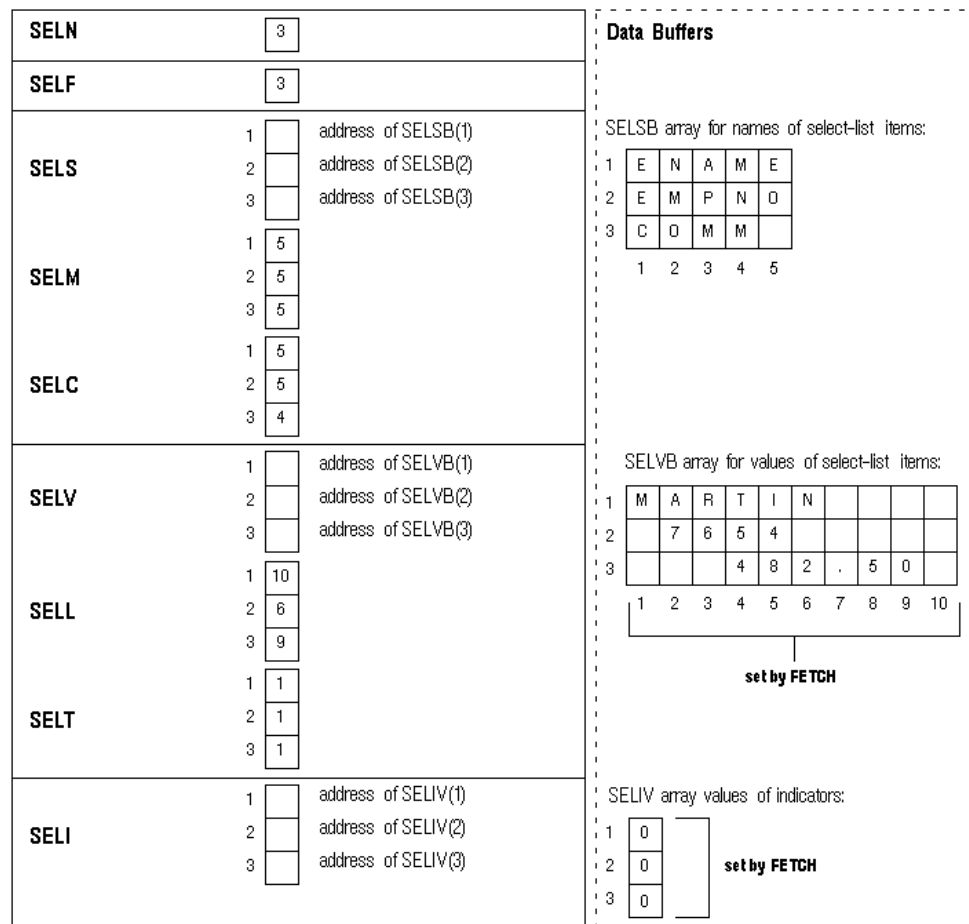 SELN
3
SELF
3
SELS
1 address of SELSB(1)
2 address of SELSB(2)
3 address of SELSB(3)
SELM
1 5
2 5
3 5
SELC
1 5
2 5
3 4
SELV
1 address of SELVB(1)
2 address of SELVB(2)
3 address of SELVB(3)
SELL
1 10
2 6
3 9
SELT
1 1
2 1
3 1
SELI
1 address of SELIV(1)
2 address of SELIV(2)
3 address of SELIV(3)
Data Buffers
SELSB array for names of select-list items:
1 E N A M E
2 E M P N O
3 C O M M
1 2 3 4 5
SELVB array for values of select-list items:
1 M A R T I N
2 7 6 5 4
3 4 8 2 . 5 0
1 2 3 4 5 6 7 8 9 10
set by FETCH
SELIV array values of indicators:
1 0
2 0
3 0
set by FETCH